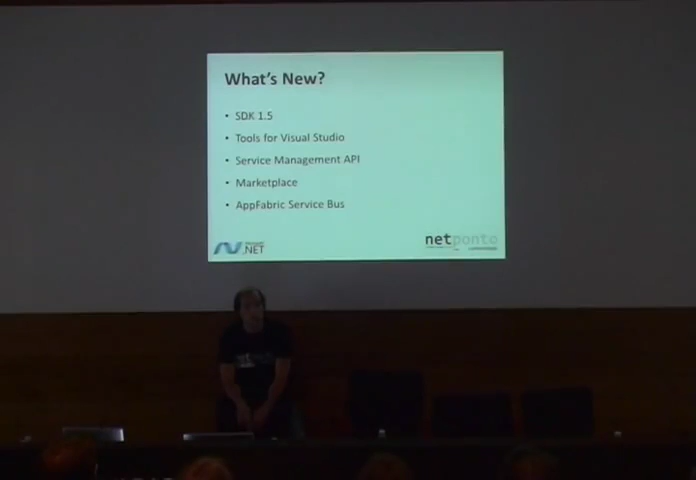 What's New?
• SDK 1.5
• Tools for Visual Studio
• Service Management API
• Marketplace
• AppFabric Service Bus
.NET
netponto